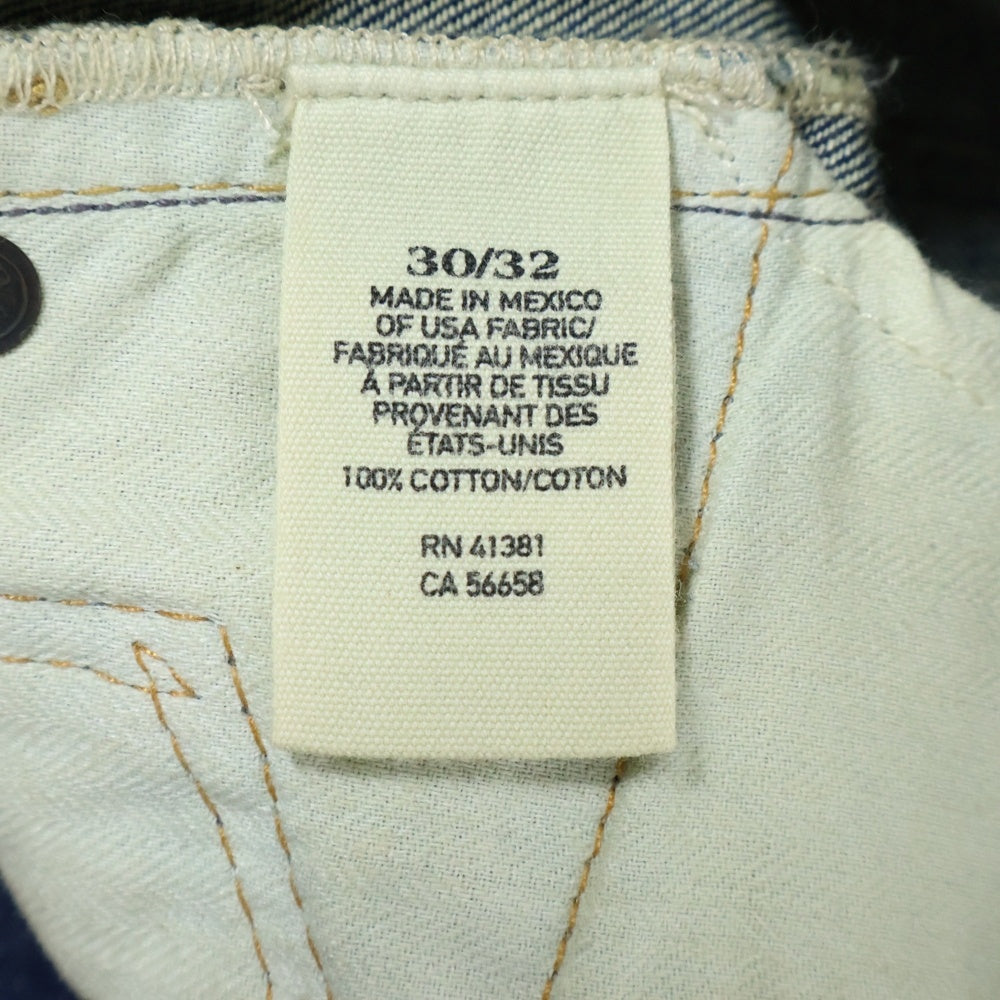 30/32
MADE IN MEXICO
OF USA FABRIC/
FABRIQUÉ AU MEXIQUE
À PARTIR DE TISSU
PROVENANT DES
ÉTATS-UNIS
100% COTTON/COTON
RN 41381
CA 56658